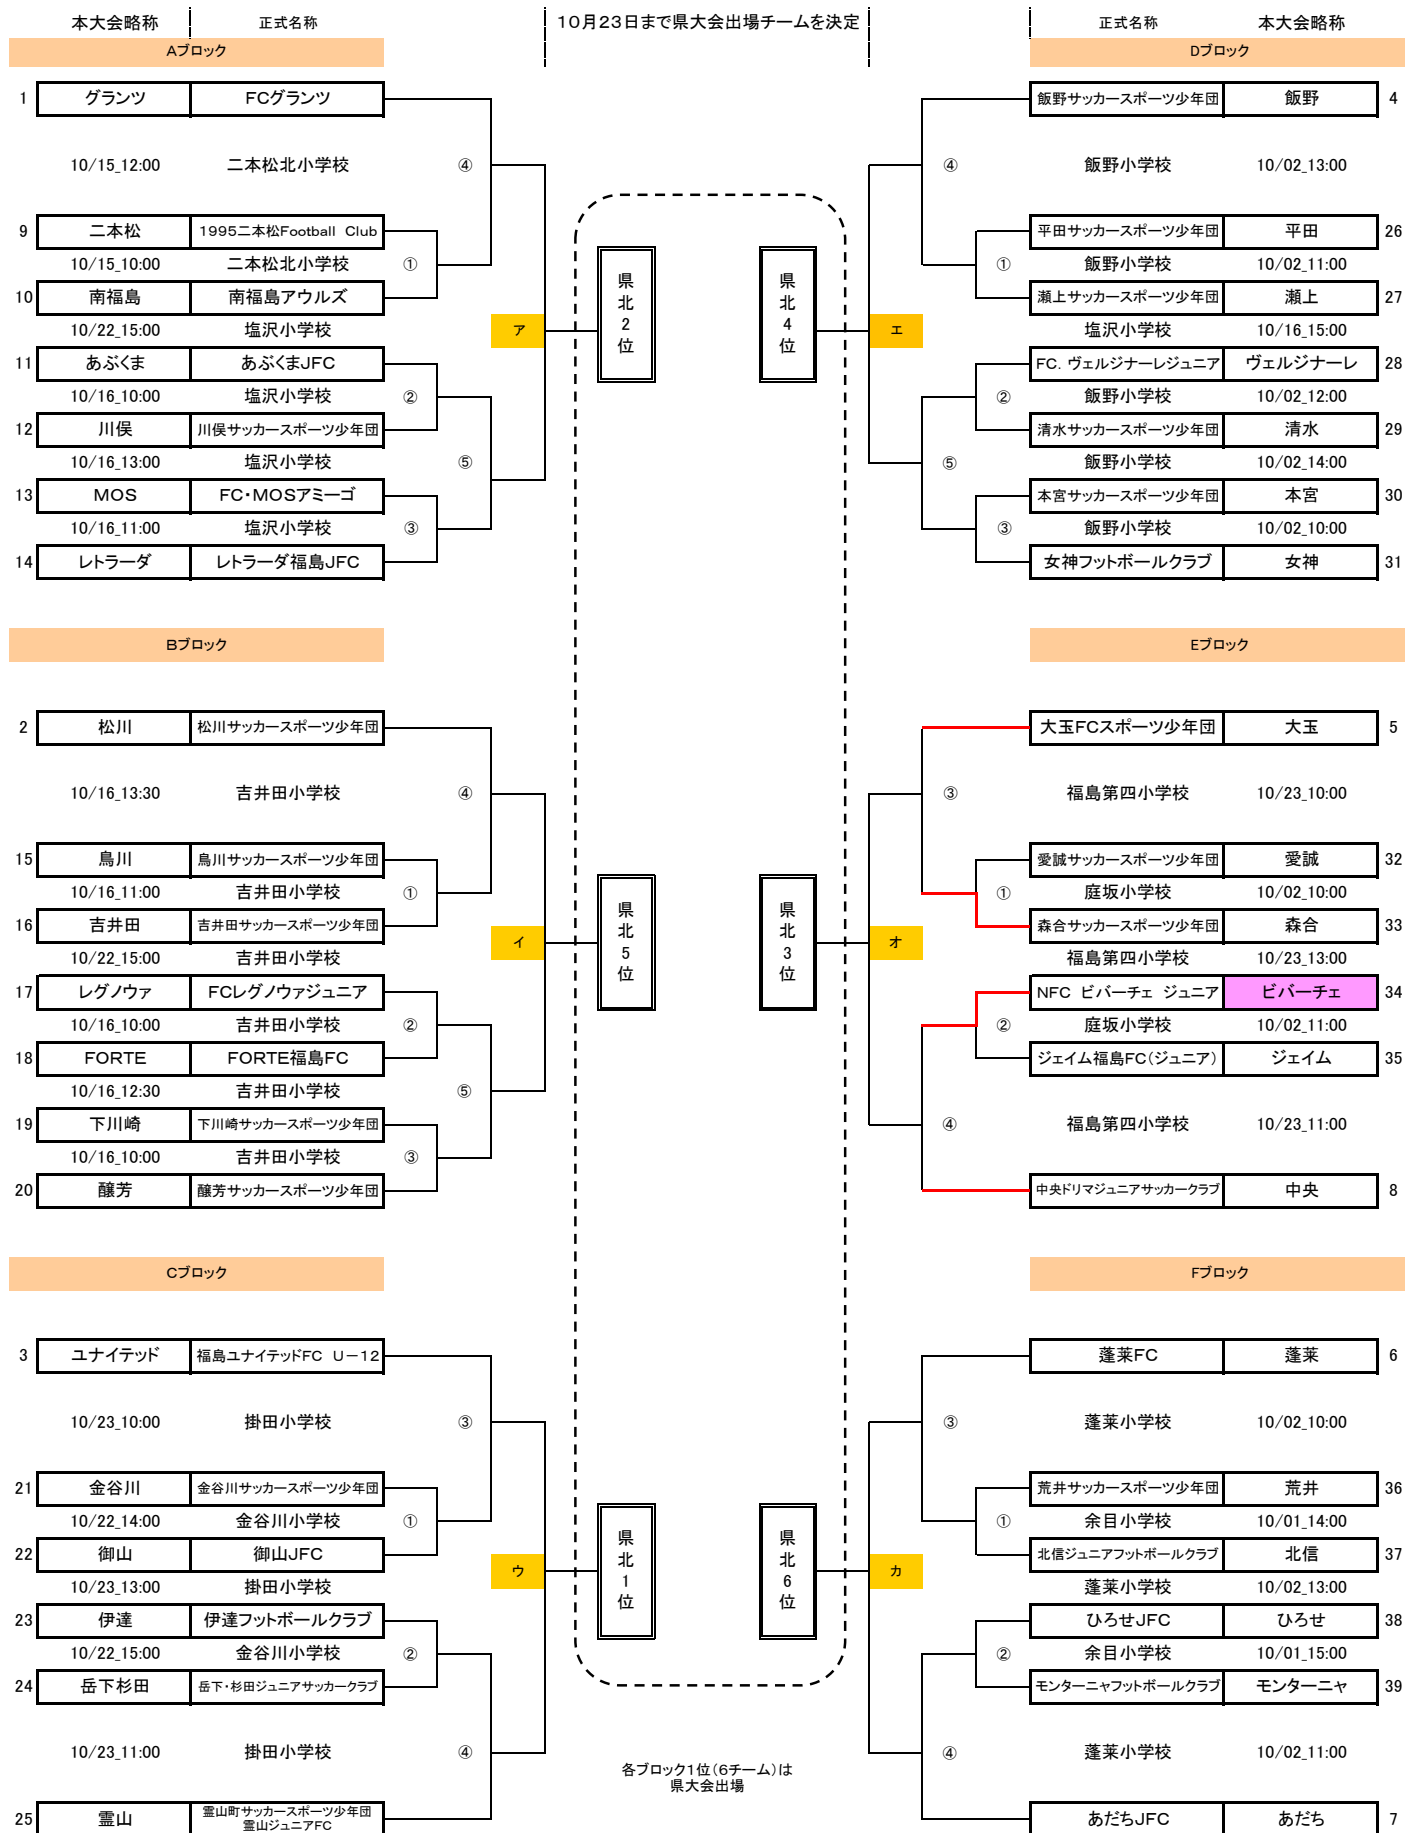 本大会略称 正式名称 10月23日まで県大会出場チームを決定 正式名称 本大会略称
Aブロック
1 グランツ FCグランツ
10/15_12:00 二本松北小学校 ④
9 二本松 1995二本松Football Club
10/15_10:00 二本松北小学校 ①
10 南福島 南福島アウルズ
10/22_15:00 塩沢小学校 ア
11 あぶくま あぶくまJFC
10/16_10:00 塩沢小学校 ②
12 川俣 川俣サッカースポーツ少年団
10/16_13:00 塩沢小学校 ⑤
13 MOS FC・MOSアミーゴ
10/16_11:00 塩沢小学校 ③
14 レトラーダ レトラーダ福島JFC
県北2位
Bブロック
2 松川 松川サッカースポーツ少年団
10/16_13:30 吉井田小学校 ④
15 鳥川 鳥川サッカースポーツ少年団
10/16_11:00 吉井田小学校 ①
16 吉井田 吉井田サッカースポーツ少年団
10/22_15:00 吉井田小学校 イ
17 レグノウァ FCレグノウァジュニア
10/16_10:00 吉井田小学校 ②
18 FORTE FORTE福島FC
10/16_12:30 吉井田小学校 ⑤
19 下川崎 下川崎サッカースポーツ少年団
10/16_10:00 吉井田小学校 ③
20 醸芳 醸芳サッカースポーツ少年団
県北5位
Cブロック
3 ユナイテッド 福島ユナイテッドFC U－12
10/23_10:00 掛田小学校 ③
21 金谷川 金谷川サッカースポーツ少年団
10/22_14:00 金谷川小学校 ①
22 御山 御山JFC
10/23_13:00 掛田小学校 ウ
23 伊達 伊達フットボールクラブ
10/22_15:00 金谷川小学校 ②
24 岳下杉田 岳下・杉田ジュニアサッカークラブ
10/23_11:00 掛田小学校 ④
25 霊山 霊山町サッカースポーツ少年団
霊山ジュニアFC
県北1位
Dブロック
飯野サッカースポーツ少年団 飯野 4
④ 飯野小学校 10/02_13:00
平田サッカースポーツ少年団 平田 26
① 飯野小学校 10/02_11:00
瀬上サッカースポーツ少年団 瀬上 27
エ 塩沢小学校 10/16_15:00
FC．ヴェルジナーレジュニア ヴェルジナーレ 28
② 飯野小学校 10/02_12:00
清水サッカースポーツ少年団 清水 29
⑤ 飯野小学校 10/02_14:00
本宮サッカースポーツ少年団 本宮 30
③ 飯野小学校 10/02_10:00
女神フットボールクラブ 女神 31
県北4位
Eブロック
大玉FCスポーツ少年団 大玉 5
③ 福島第四小学校 10/23_10:00
愛誠サッカースポーツ少年団 愛誠 32
① 庭坂小学校 10/02_10:00
森合サッカースポーツ少年団 森合 33
オ 福島第四小学校 10/23_13:00
NFC ビバーチェ ジュニア ビバーチェ 34
② 庭坂小学校 10/02_11:00
ジェイム福島FC（ジュニア） ジェイム 35
④ 福島第四小学校 10/23_11:00
中央ドリマジュニアサッカークラブ 中央 8
県北3位
Fブロック
蓬莱FC 蓬莱 6
③ 蓬莱小学校 10/02_10:00
荒井サッカースポーツ少年団 荒井 36
① 余目小学校 10/01_14:00
北信ジュニアフットボールクラブ 北信 37
カ 蓬莱小学校 10/02_13:00
ひろせJFC ひろせ 38
② 余目小学校 10/01_15:00
モンターニャフットボールクラブ モンターニャ 39
④ 蓬莱小学校 10/02_11:00
あだちJFC あだち 7
県北6位
各ブロック1位（6チーム）は
県大会出場